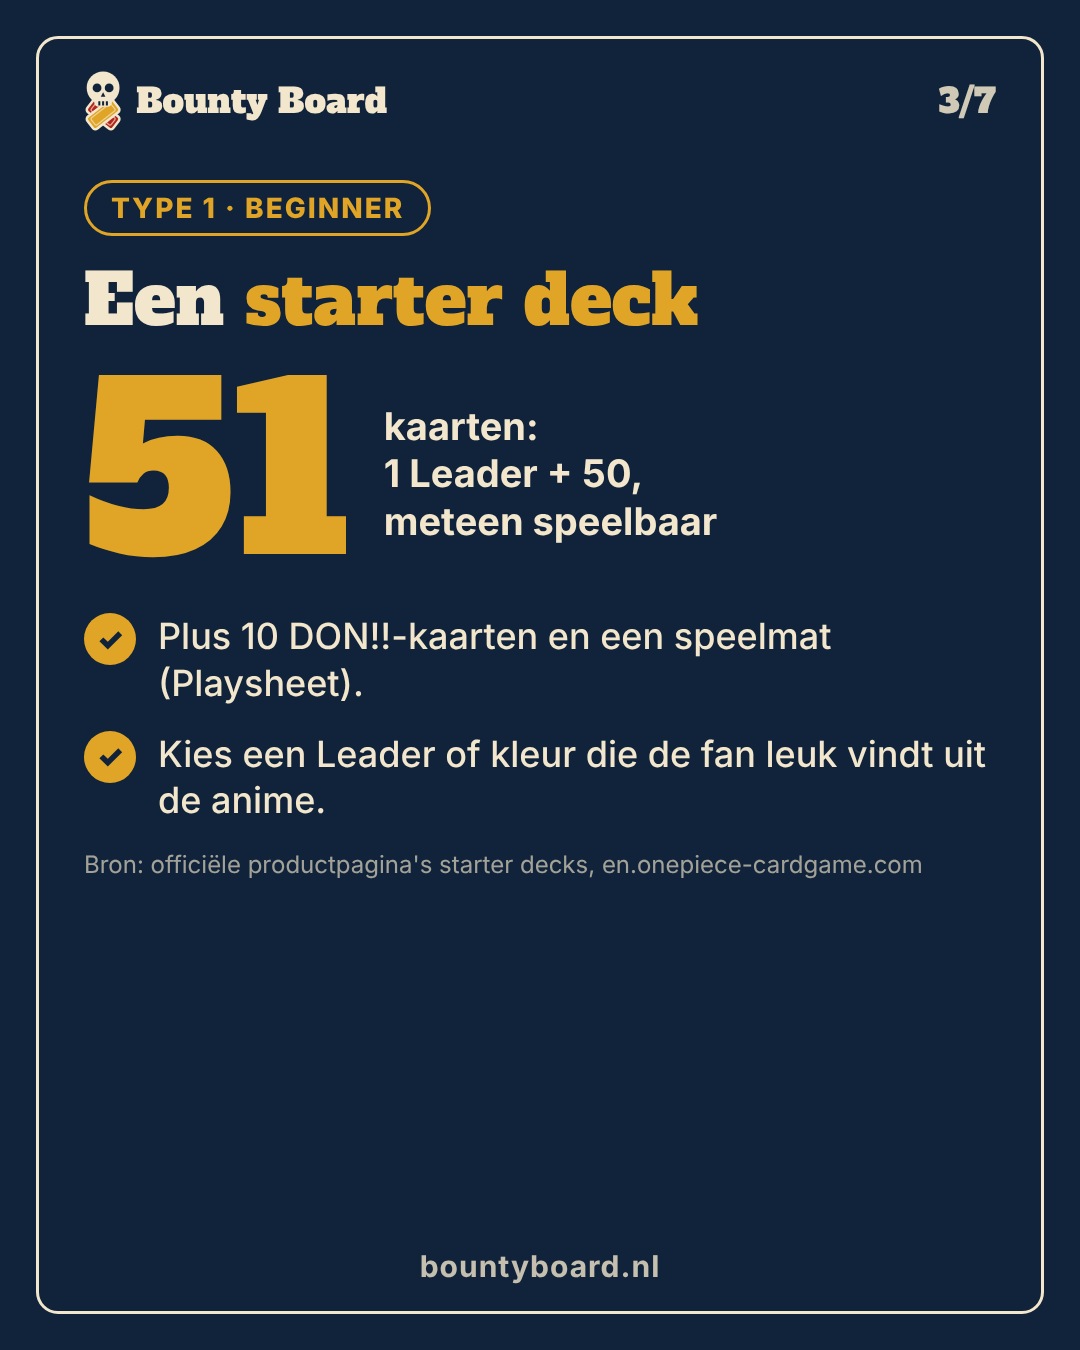 Bounty Board
3/7
TYPE 1 · BEGINNER
Een starter deck
51
kaarten:
1 Leader + 50,
meteen speelbaar
Plus 10 DON!!-kaarten en een speelmat
(Playsheet).
Kies een Leader of kleur die de fan leuk vindt uit
de anime.
Bron: officiële productpagina's starter decks, en.onepiece-cardgame.com
bountyboard.nl